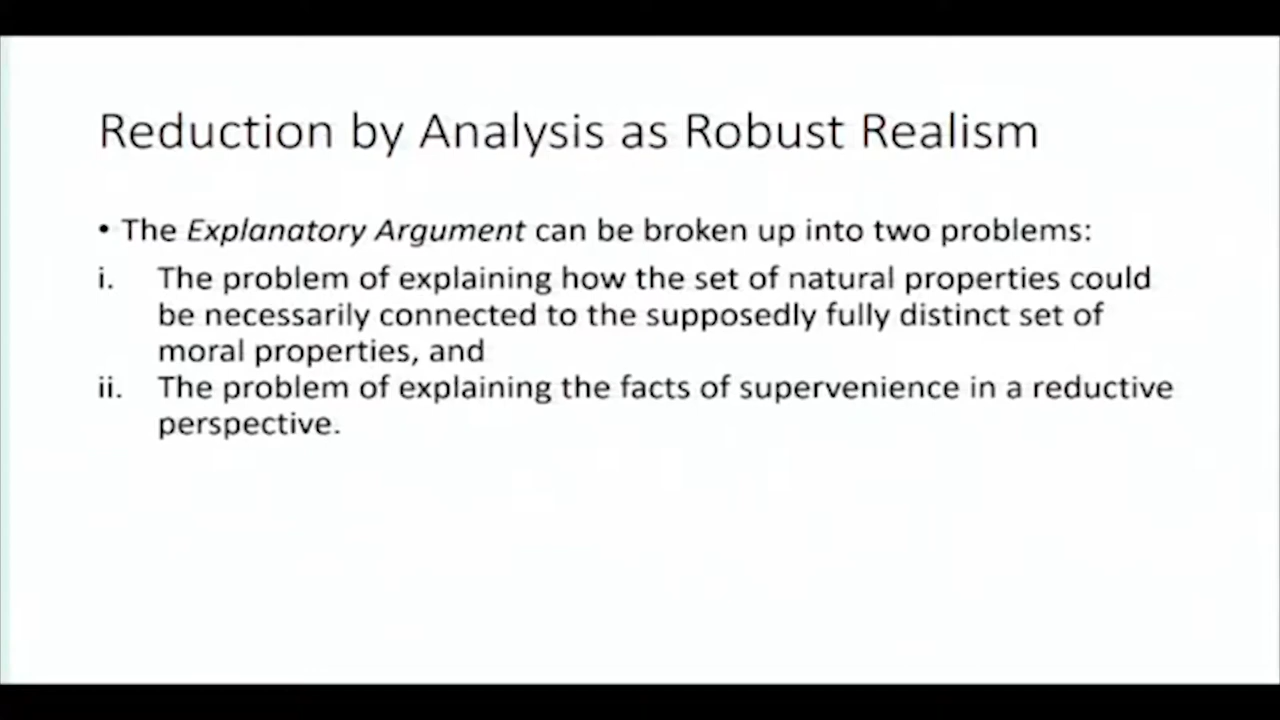 Reduction by Analysis as Robust Realism
• The Explanatory Argument can be broken up into two problems:
i. The problem of explaining how the set of natural properties could
be necessarily connected to the supposedly fully distinct set of
moral properties, and
ii. The problem of explaining the facts of supervenience in a reductive
perspective.